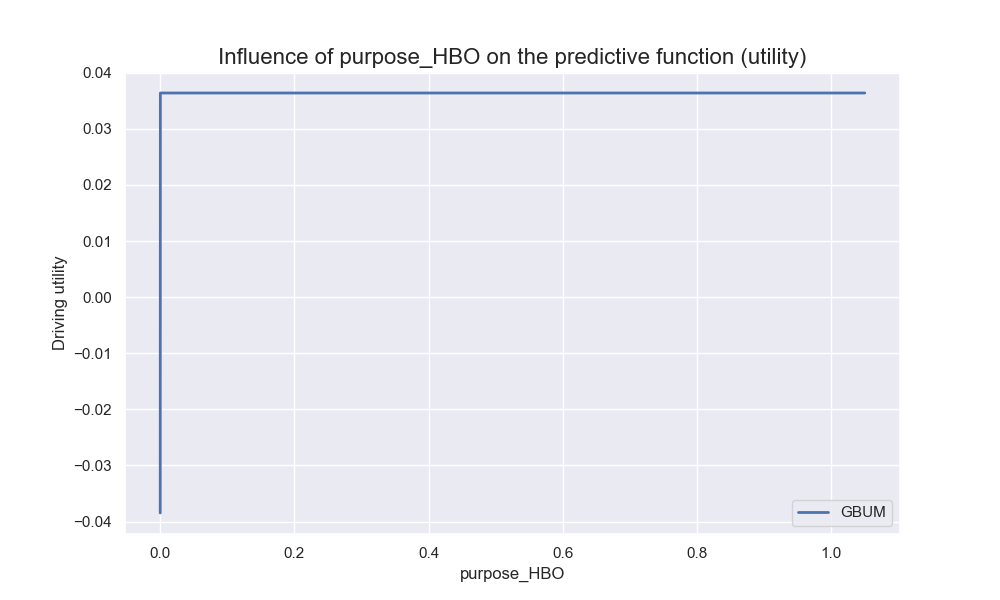 Influence of purpose_HBO on the predictive function (utility)
0.04
0.03
0.02
0.01
0.00
−0.01
−0.02
−0.03
−0.04
Driving utility
0.0 0.2 0.4 0.6 0.8 1.0
purpose_HBO
GBUM